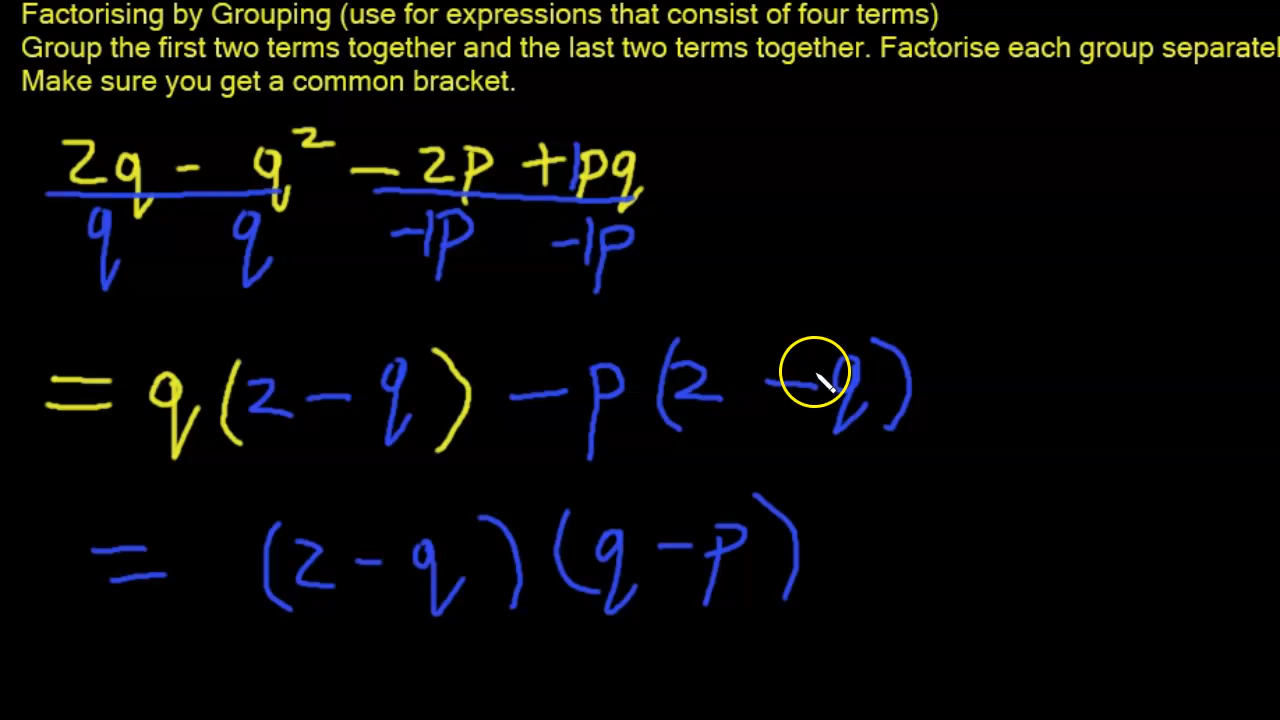 Factorising by Grouping (use for expressions that consist of four terms)
Group the first two terms together and the last two terms together. Factorise each group separatel
Make sure you get a common bracket.
2q - q² - 2p + 1pq
q q -1p -1p
= q(2 - q) - p(2 - q)
= (2 - q)(q - p)